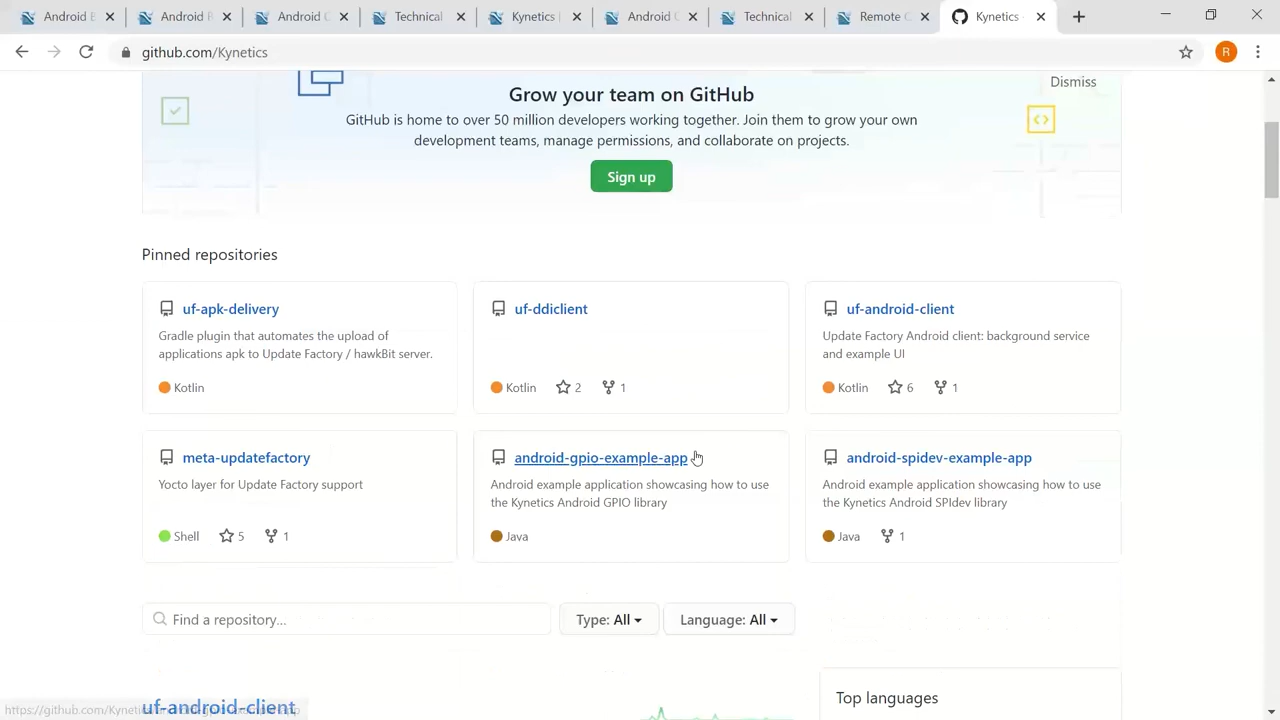 Android B
Android R
Android C
Technical
Kynetics
Android C
Technical
Remote C
Kynetics
github.com/Kynetics
R
Grow your team on GitHub
Dismiss
GitHub is home to over 50 million developers working together. Join them to grow your own
development teams, manage permissions, and collaborate on projects.
Sign up
Pinned repositories
uf-apk-delivery
Gradle plugin that automates the upload of
applications apk to Update Factory / hawkBit server.
Kotlin
uf-ddiclient
Kotlin 2 1
uf-android-client
Update Factory Android client: background service
and example UI
Kotlin 6 1
meta-updatefactory
Yocto layer for Update Factory support
Shell 5 1
android-gpio-example-app
Android example application showcasing how to use
the Kynetics Android GPIO library
Java
android-spidev-example-app
Android example application showcasing how to use
the Kynetics Android SPIdev library
Java 1
Find a repository...
Type: All
Language: All
uf-android-client
Top languages